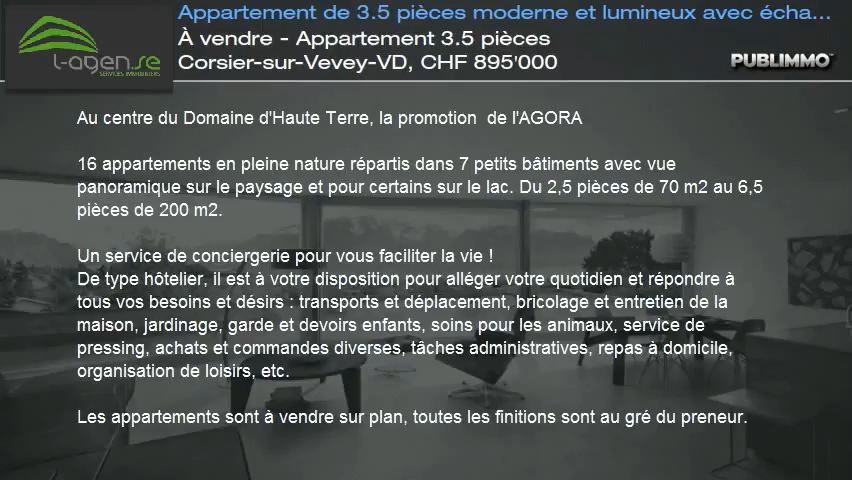 Appartement de 3.5 pièces moderne et lumineux avec écha...
À vendre - Appartement 3.5 pièces
Corsier-sur-Vevey-VD, CHF 895'000
l-agen.se
SERVICES IMMOBILIERS
PUBLIMMO
Au centre du Domaine d'Haute Terre, la promotion  de l'AGORA
16 appartements en pleine nature répartis dans 7 petits bâtiments avec vue
panoramique sur le paysage et pour certains sur le lac. Du 2,5 pièces de 70 m2 au 6,5
pièces de 200 m2.
Un service de conciergerie pour vous faciliter la vie !
De type hôtelier, il est à votre disposition pour alléger votre quotidien et répondre à
tous vos besoins et désirs : transports et déplacement, bricolage et entretien de la
maison, jardinage, garde et devoirs enfants, soins pour les animaux, service de
pressing, achats et commandes diverses, tâches administratives, repas à domicile,
organisation de loisirs, etc.
Les appartements sont à vendre sur plan, toutes les finitions sont au gré du preneur.